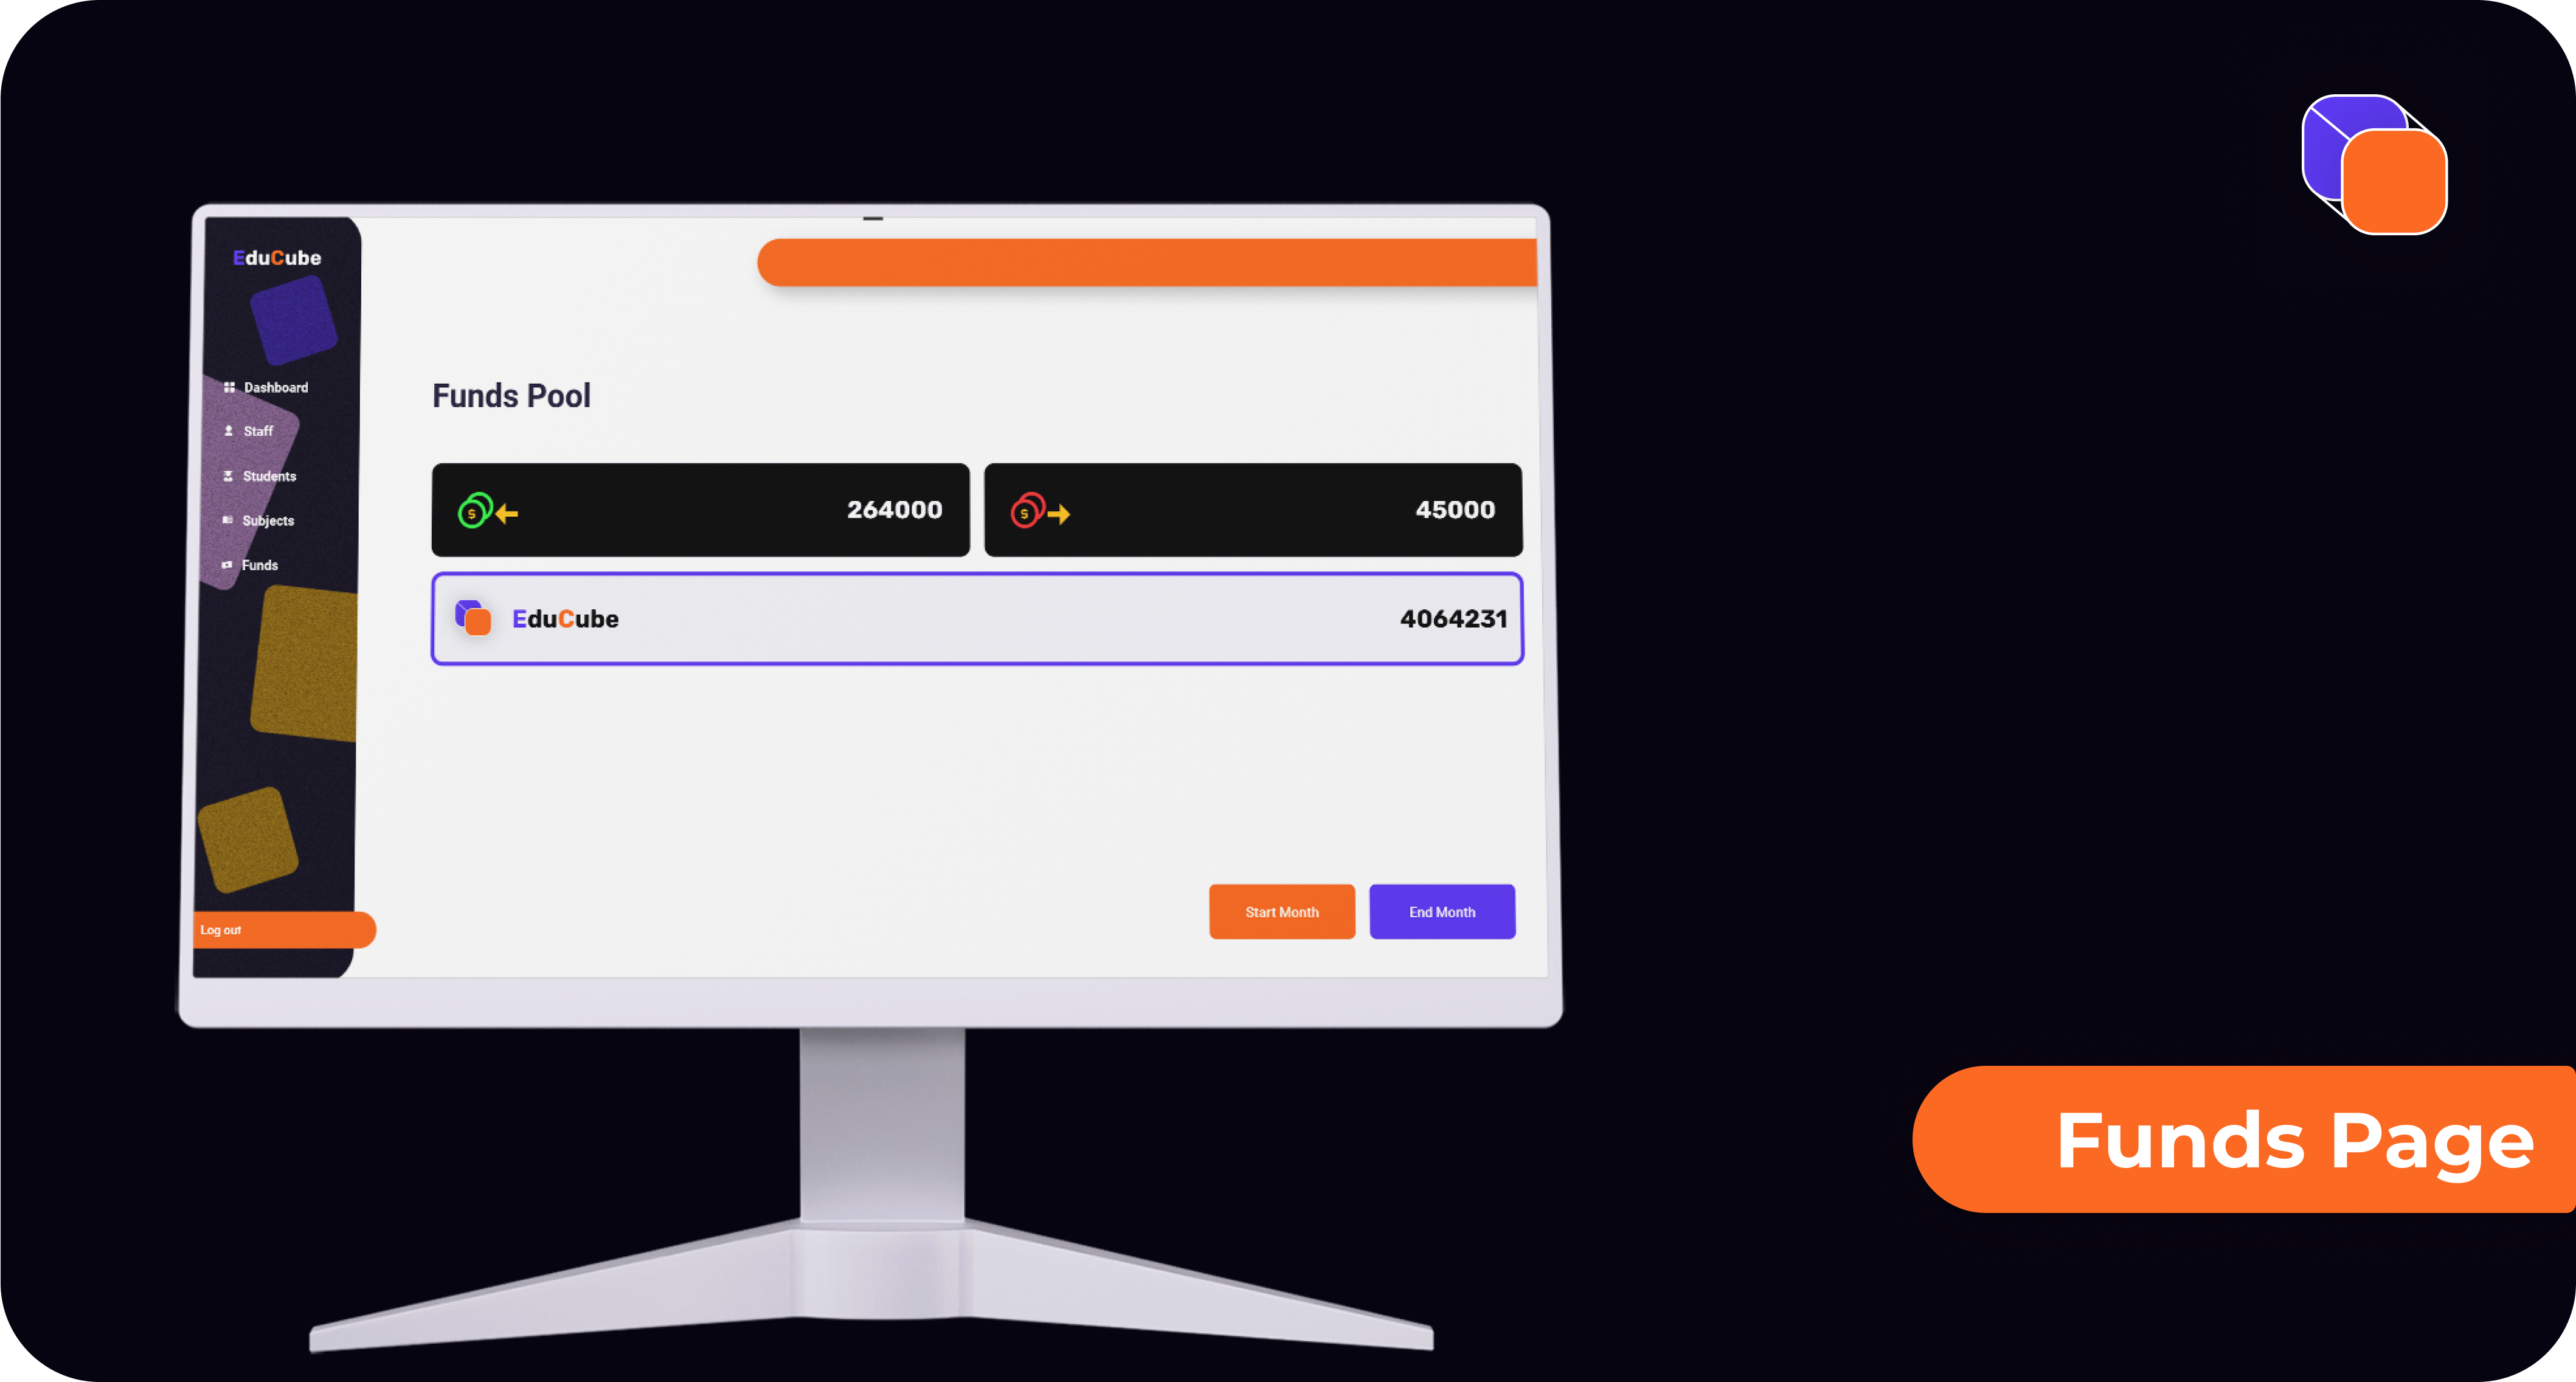 EduCube
Dashboard
Staff
Students
Subjects
Funds
Log out
Funds Pool
$ 264000
$ 45000
EduCube 4064231
Start Month End Month
Funds Page